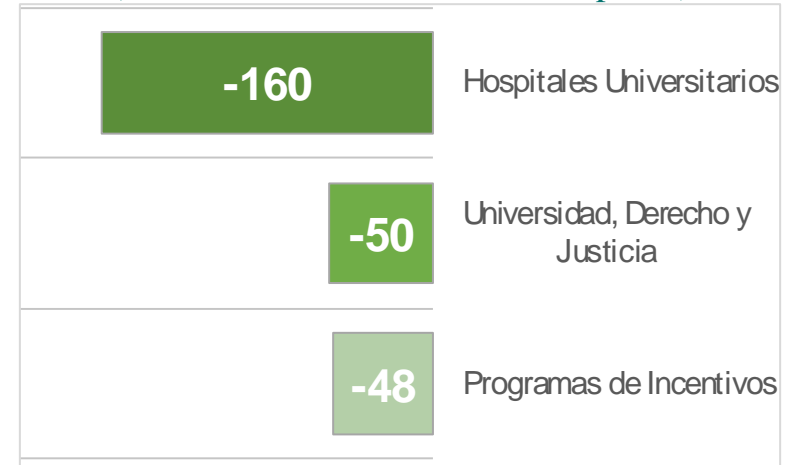 -160
Hospitales Universitarios
-50
Universidad, Derecho y
Justicia
-48
Programas de Incentivos